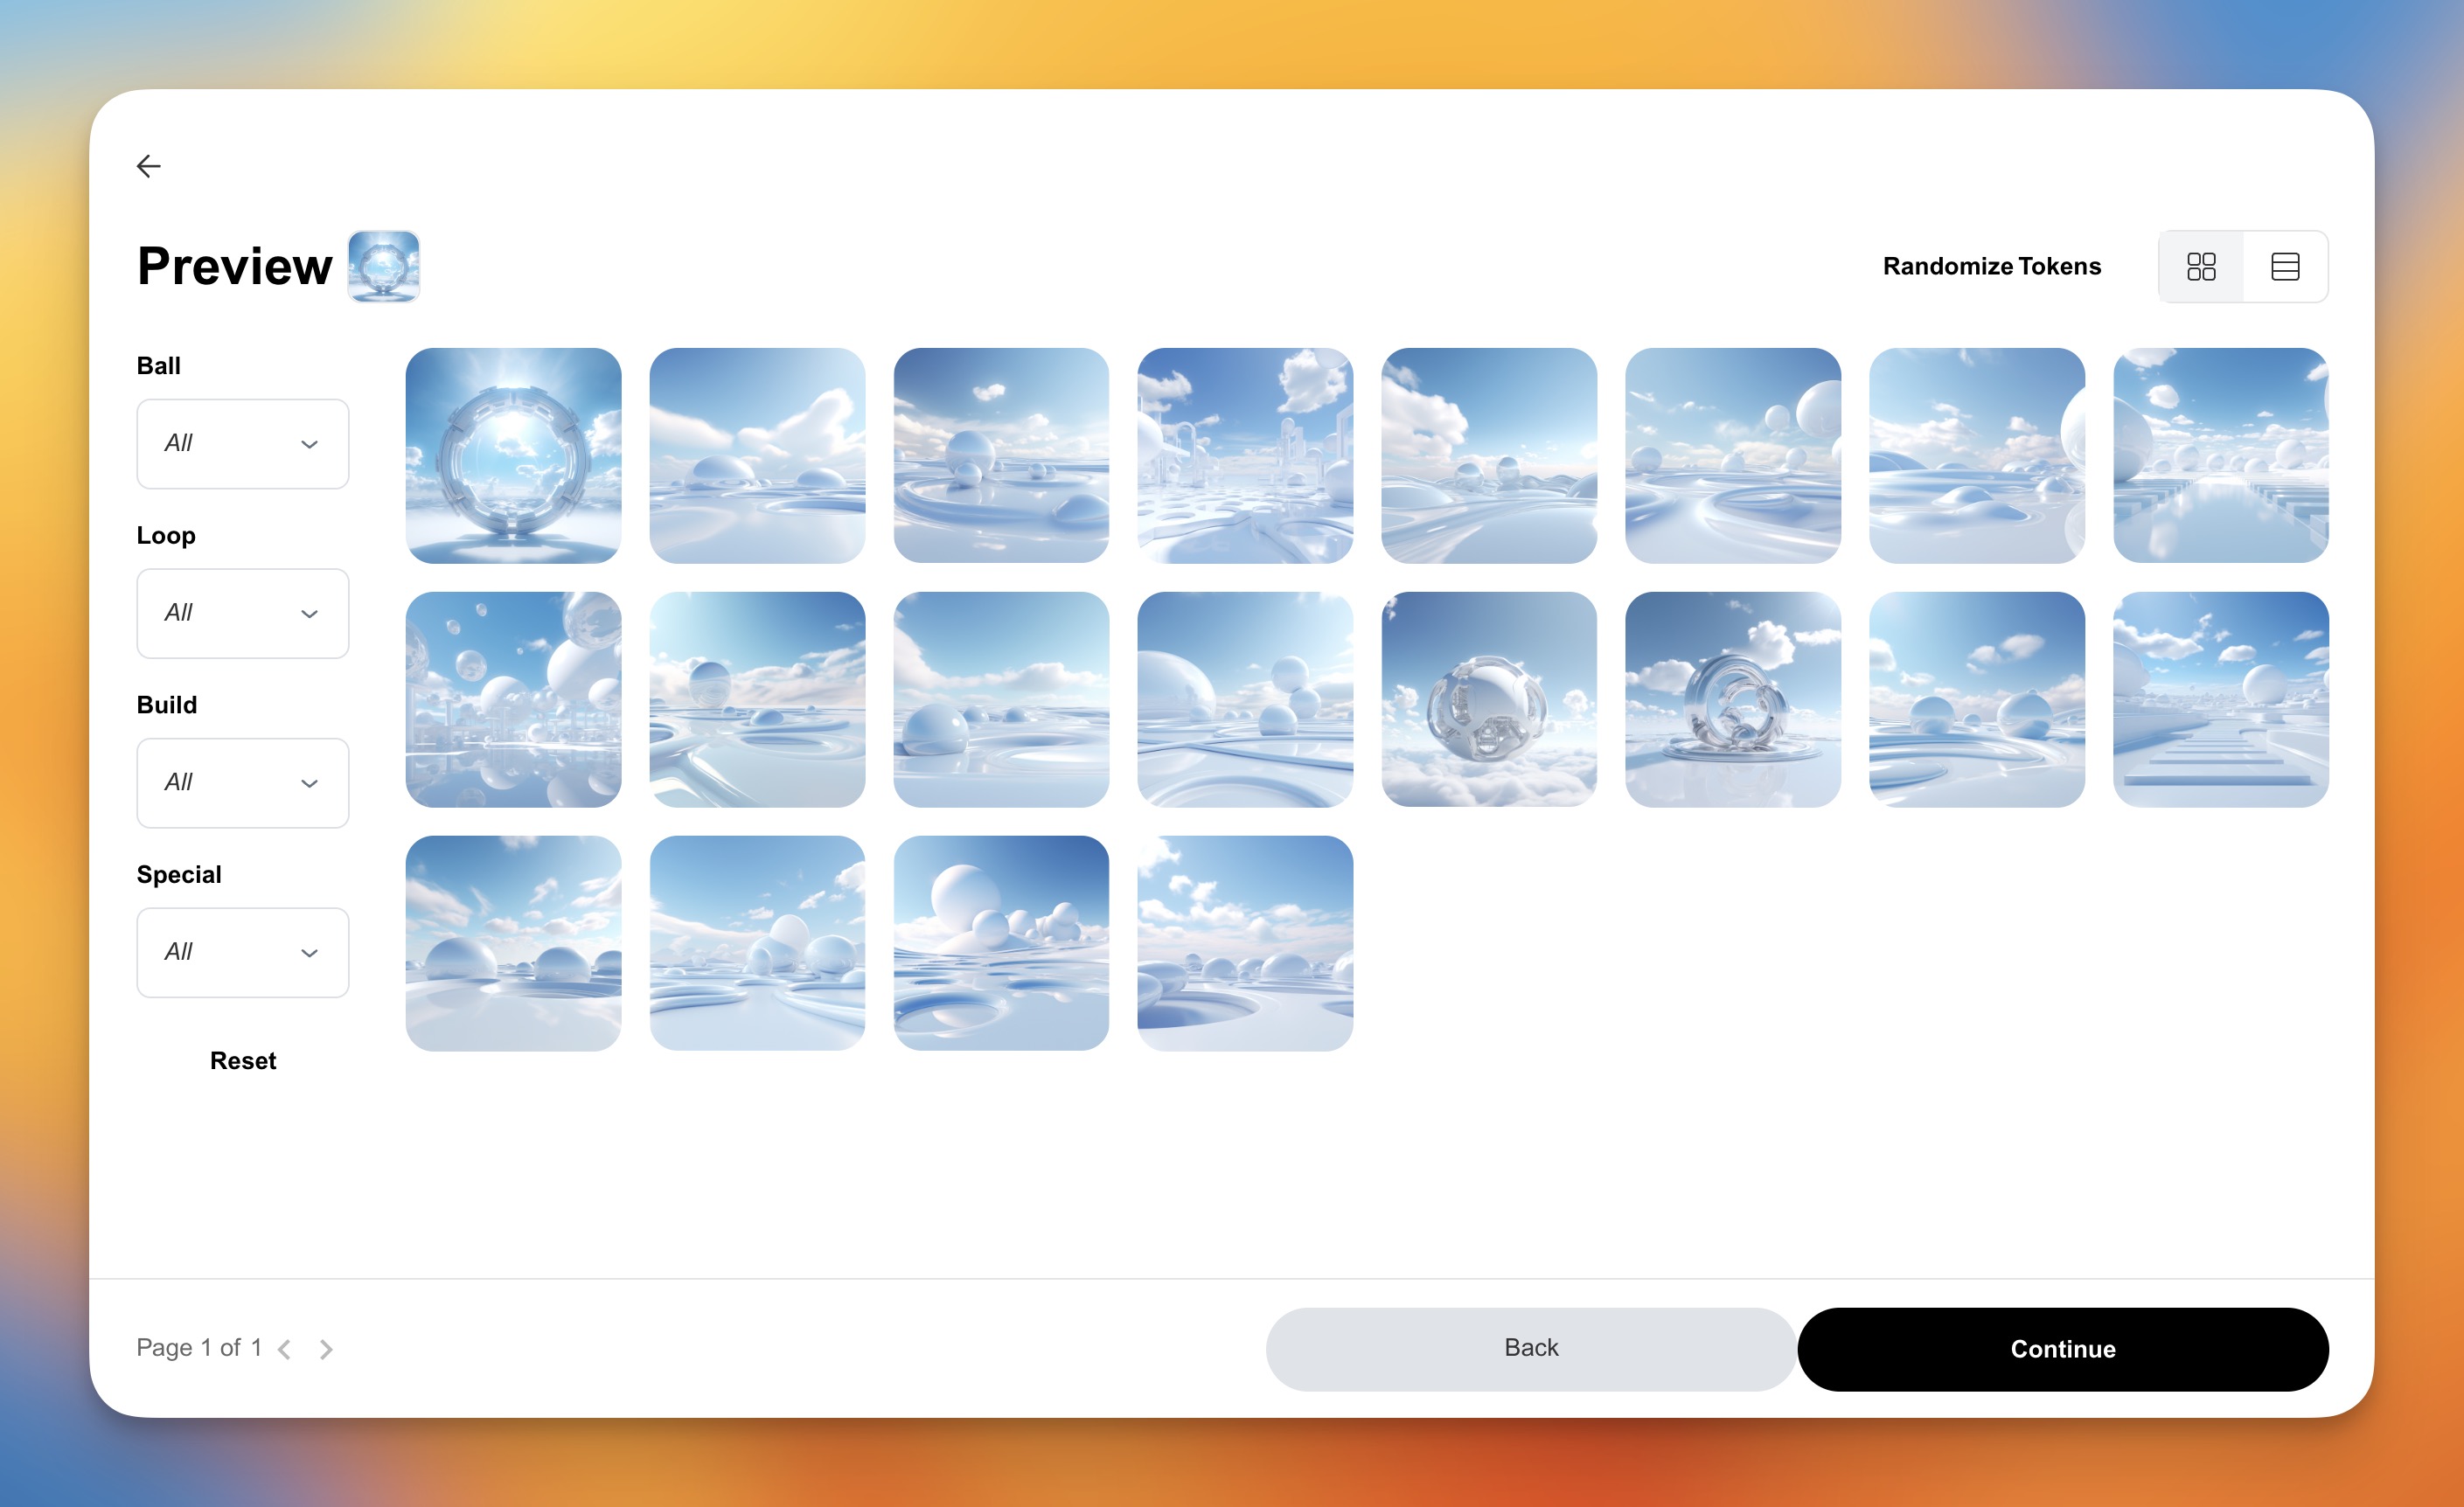 Preview
Randomize Tokens
Ball
All
Loop
All
Build
All
Special
All
Reset
Page 1 of 1
Back
Continue